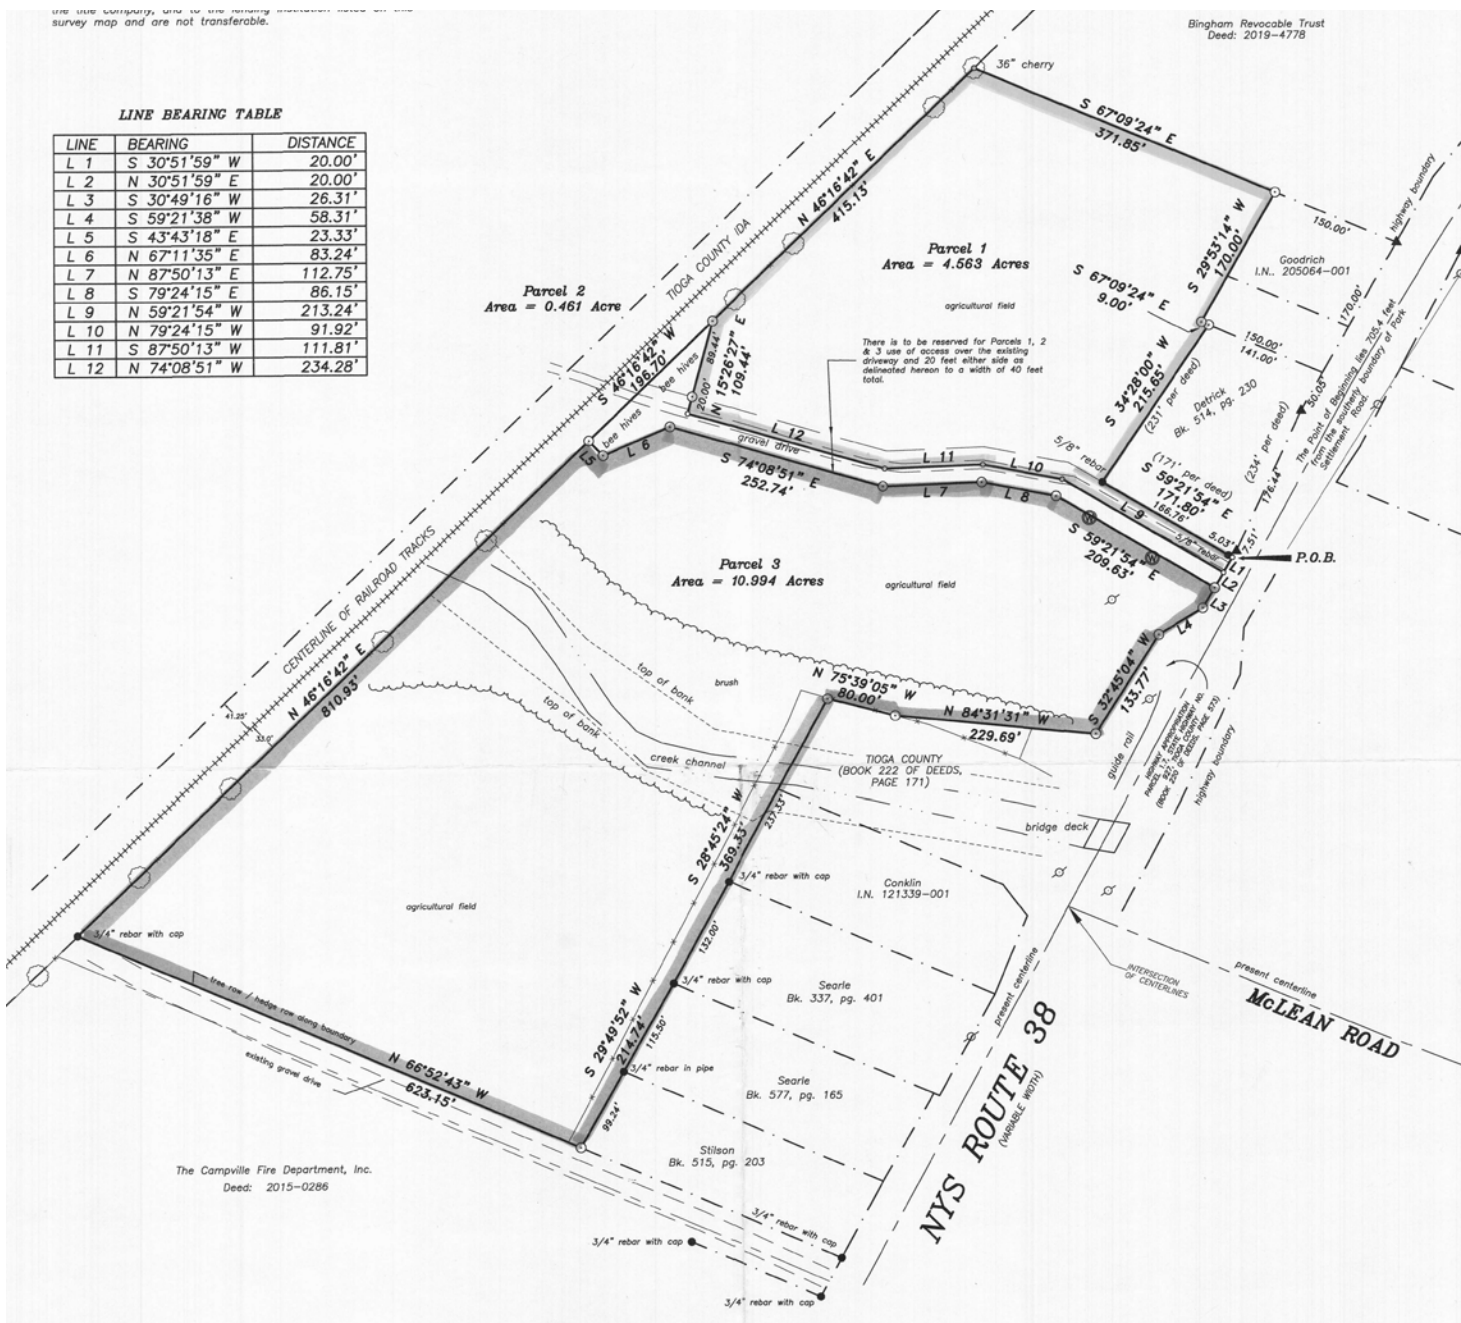 the title company, and to the lending institution listed on this
survey map and are not transferable.
Bingham Revocable Trust
Deed: 2019-4778
LINE BEARING TABLE
LINE BEARING DISTANCE
L 1 S 30°51'59" W 20.00'
L 2 N 30°51'59" E 20.00'
L 3 S 30°49'16" W 26.31'
L 4 S 59°21'38" W 58.31'
L 5 S 43°43'18" E 23.33'
L 6 N 67°11'35" E 83.24'
L 7 N 87°50'13" E 112.75'
L 8 S 79°24'15" E 86.15'
L 9 N 59°21'54" W 213.24'
L 10 N 79°24'15" W 91.92'
L 11 S 87°50'13" W 111.81'
L 12 N 74°08'51" W 234.28'
36" cherry
S 67°09'24" E
371.85'
N 46°16'42" E
415.13'
highway boundary
150.00'
Goodrich
I.N.. 205064-001
S 29°53'14" W
170.00'
Parcel 1
Area = 4.563 Acres
agricultural field
S 67°09'24" E
9.00'
170.00'
TIOGA COUNTY IDA
Parcel 2
Area = 0.461 Acre
There is to be reserved for Parcels 1, 2
& 3 use of access over the existing
driveway and 20 feet either side as
delineated hereon to a width of 40 feet
total.
150.00'
141.00'
S 34°28'00" W
215.65'
(231' per deed)
Detrick
Bk. 514, pg. 230
50.05'
The Point of Beginning lies 705.4 feet
from the southerly boundary of Park
Settlement Road.
S 46°16'42" W
196.70'
bee hives
89.44'
N 15°26'27" E
109.44'
20.00'
bee hives
L5
L 6
L 12
gravel drive
L 11
L 10
5/8" rebar
(171' per deed)
S 59°21'54" E
171.80'
166.76'
(234' per deed)
176.44'
S 74°08'51" E
252.74'
L 7
L 8
L 9
5/8" rebar
5.03'
7.51'
P.O.B.
L1
L2
L3
L4
W
W
S 59°21'54" E
209.63'
CENTERLINE OF RAILROAD TRACKS
Parcel 3
Area = 10.994 Acres
agricultural field
N 46°16'42" E
810.93'
41.25'
33.0'
top of bank
brush
top of bank
creek channel
N 75°39'05" W
80.00'
N 84°31'31" W
229.69'
S 32°45'04" W
133.77'
guide rail
HIGHWAY APPROPRIATION
PARCEL 17, STATE HIGHWAY NO.
927, TIOGA COUNTY
(BOOK 220 OF DEEDS, PAGE 573)
highway boundary
TIOGA COUNTY
(BOOK 222 OF DEEDS,
PAGE 171)
bridge deck
S 28°45'24" W
369.33'
237.33'
3/4" rebar with cap
Conklin
I.N. 121339-001
agricultural field
3/4" rebar with cap
132.00'
3/4" rebar with cap
Searle
Bk. 337, pg. 401
present centerline
INTERSECTION
OF CENTERLINES
present centerline
McLEAN ROAD
tree row / hedge row along boundary
existing gravel drive
N 66°52'43" W
623.15'
S 29°49'52" W
214.74'
115.50'
3/4" rebar in pipe
99.24'
Searle
Bk. 577, pg. 165
NYS ROUTE 38
(VARIABLE WIDTH)
Stilson
Bk. 515, pg. 203
The Campville Fire Department, Inc.
Deed: 2015-0286
3/4" rebar with cap
3/4" rebar with cap
3/4" rebar with cap